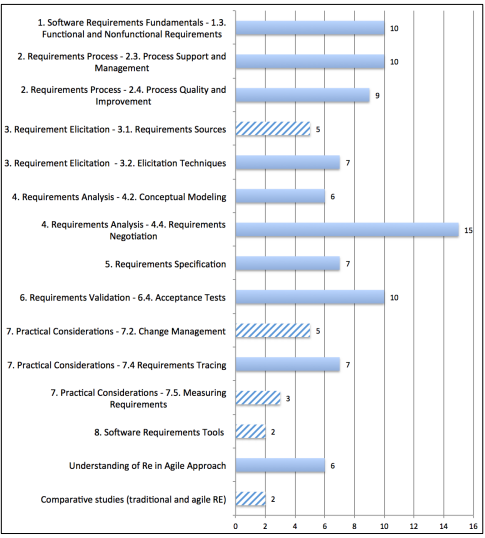 1. Software Requirements Fundamentals - 1.3.
Functional and Nonfunctional Requirements
10
2. Requirements Process - 2.3. Process Support and
Management
10
2. Requirements Process - 2.4. Process Quality and
Improvement
9
3. Requirement Elicitation - 3.1. Requirements Sources
5
3. Requirement Elicitation - 3.2. Elicitation Techniques
7
4. Requirements Analysis - 4.2. Conceptual Modeling
6
4. Requirements Analysis - 4.4. Requirements
Negotiation
15
5. Requirements Specification
7
6. Requirements Validation - 6.4. Acceptance Tests
10
7. Practical Considerations - 7.2. Change Management
5
7. Practical Considerations - 7.4 Requirements Tracing
7
7. Practical Considerations - 7.5. Measuring
Requirements
3
8. Software Requirements Tools
2
Understanding of Re in Agile Approach
6
Comparative studies (traditional and agile RE)
2
0 2 4 6 8 10 12 14 16